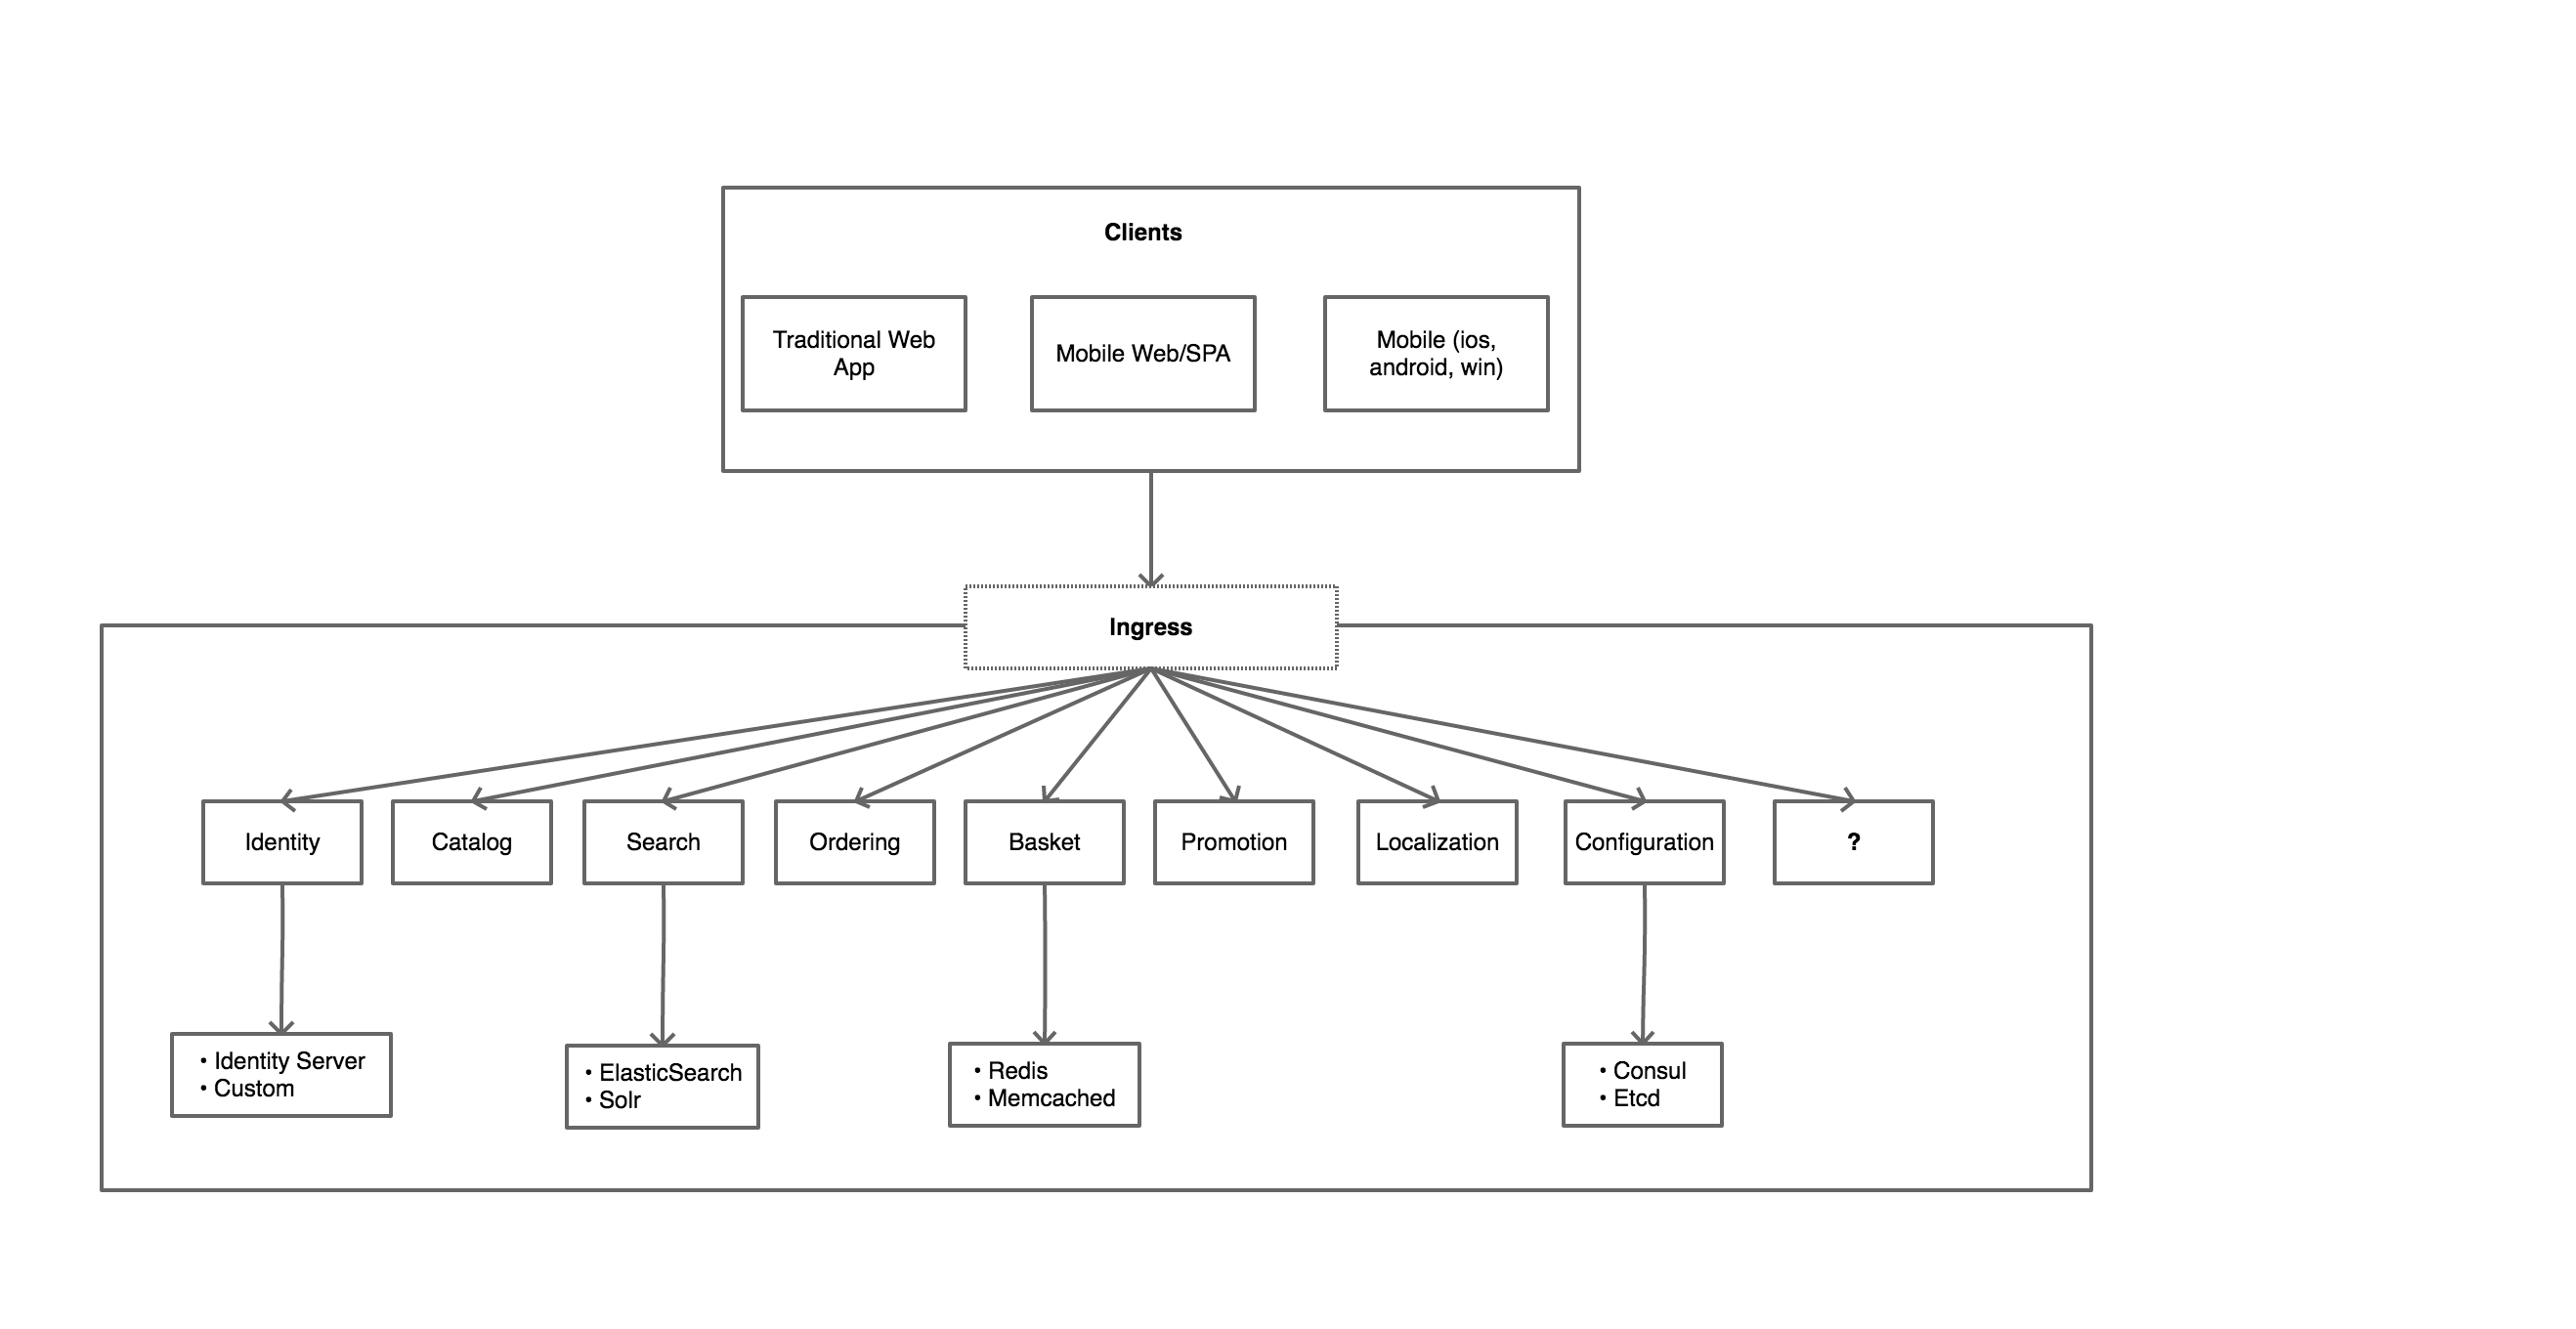 Clients
Traditional Web
App
Mobile Web/SPA
Mobile (ios,
android, win)
Ingress
Identity
Catalog
Search
Ordering
Basket
Promotion
Localization
Configuration
?
• Identity Server
• Custom
• ElasticSearch
• Solr
• Redis
• Memcached
• Consul
• Etcd